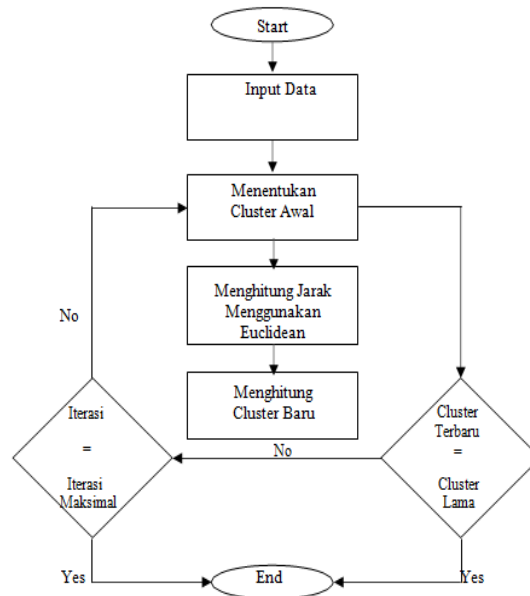 Start
Input Data
Menentukan
Cluster Awal
Menghitung Jarak
Menggunakan
Euclidean
No
Menghitung
Cluster Baru
Iterasi
=
Iterasi
Maksimal
No
Cluster
Terbaru
=
Cluster
Lama
Yes
End
Yes